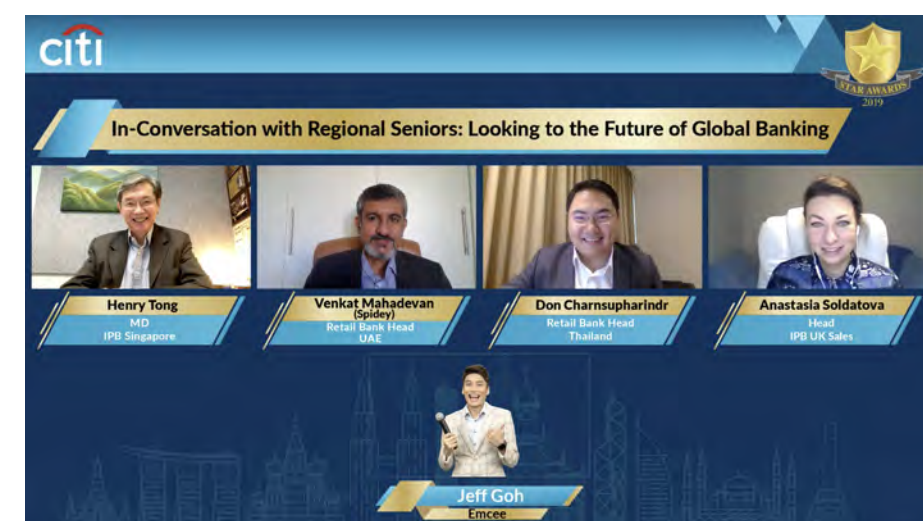 citi
STAR AWARDS
2019
In-Conversation with Regional Seniors: Looking to the Future of Global Banking
Henry Tong
MD
IPB Singapore
Venkat Mahadevan
(Spidey)
Retail Bank Head
UAE
Don Charnsupharindr
Retail Bank Head
Thailand
Anastasia Soldatova
Head
IPB UK Sales
Jeff Goh
Emcee